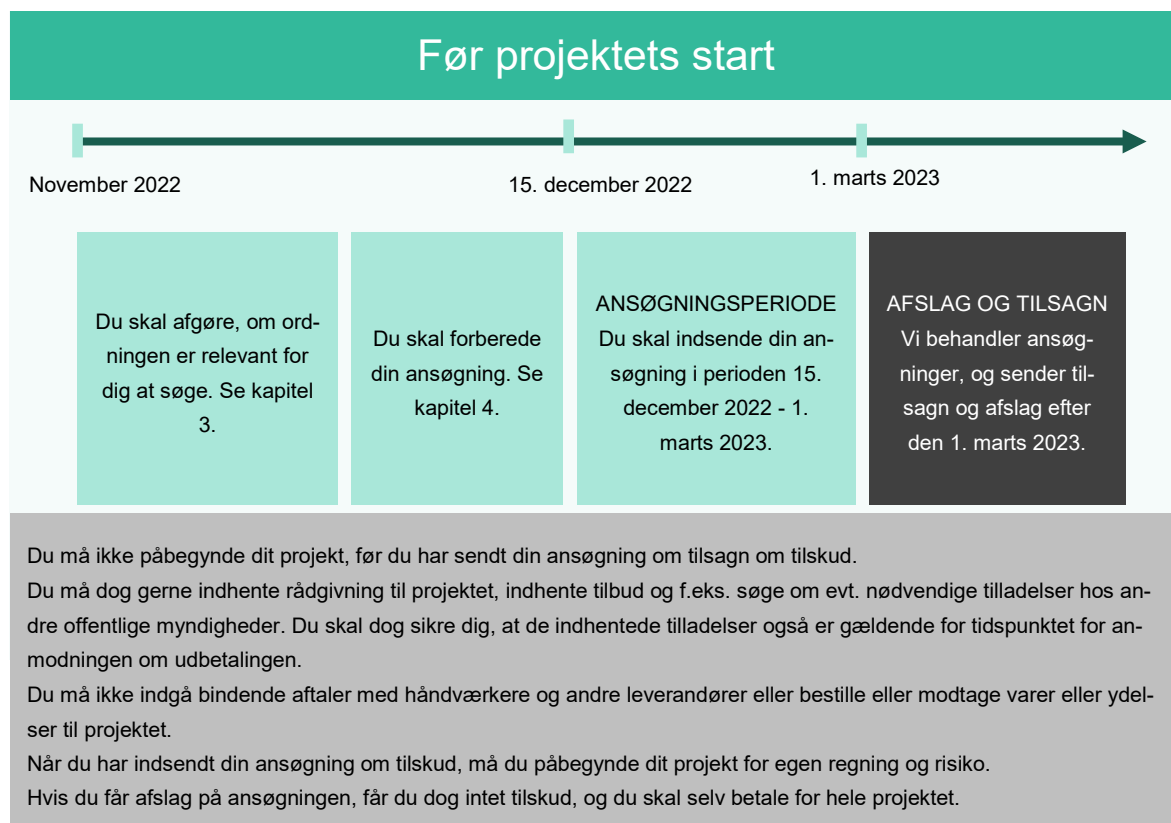 Før projektets start
November 2022
15. december 2022
1. marts 2023
Du skal afgøre, om ord-
ningen er relevant for
dig at søge. Se kapitel
3.
Du skal forberede
din ansøgning. Se
kapitel 4.
ANSØGNINGSPERIODE
Du skal indsende din an-
søgning i perioden 15.
december 2022 - 1.
marts 2023.
AFSLAG OG TILSAGN
Vi behandler ansøg-
ninger, og sender til-
sagn og afslag efter
den 1. marts 2023.
Du må ikke påbegynde dit projekt, før du har sendt din ansøgning om tilsagn om tilskud.
Du må dog gerne indhente rådgivning til projektet, indhente tilbud og f.eks. søge om evt. nødvendige tilladelser hos an-
dre offentlige myndigheder. Du skal dog sikre dig, at de indhentede tilladelser også er gældende for tidspunktet for an-
modningen om udbetalingen.
Du må ikke indgå bindende aftaler med håndværkere og andre leverandører eller bestille eller modtage varer eller ydel-
ser til projektet.
Når du har indsendt din ansøgning om tilskud, må du påbegynde dit projekt for egen regning og risiko.
Hvis du får afslag på ansøgningen, får du dog intet tilskud, og du skal selv betale for hele projektet.